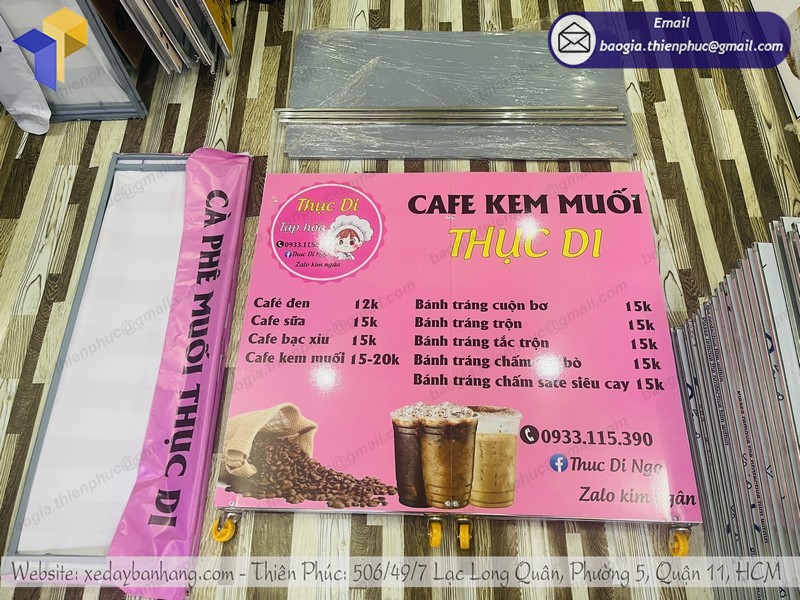 Email
baogia.thienphuc@gmail.com
CÀ PHÊ MUỐI THỤC DI
Thục Di
Tạp hóa
0933.115.
Thuc Di Ngo
Zalo kim ngân
CAFE KEM MUỐI
THỤC DI
Café đen 12k
Cafe sữa 15k
Cafe bạc xỉu 15k
Cafe kem muối 15-20k
Bánh tráng cuộn bơ 15k
Bánh tráng trộn 15k
Bánh tráng tắc trộn 15k
Bánh tráng chấm bò 15k
Bánh tráng chấm sate siêu cay 15k
0933.115.390
Thuc Di Ngo
Zalo kim ngân
Website: xedaybanhang.com - Thiên Phúc: 506/49/7 Lạc Long Quân, Phường 5, Quận 11, HCM